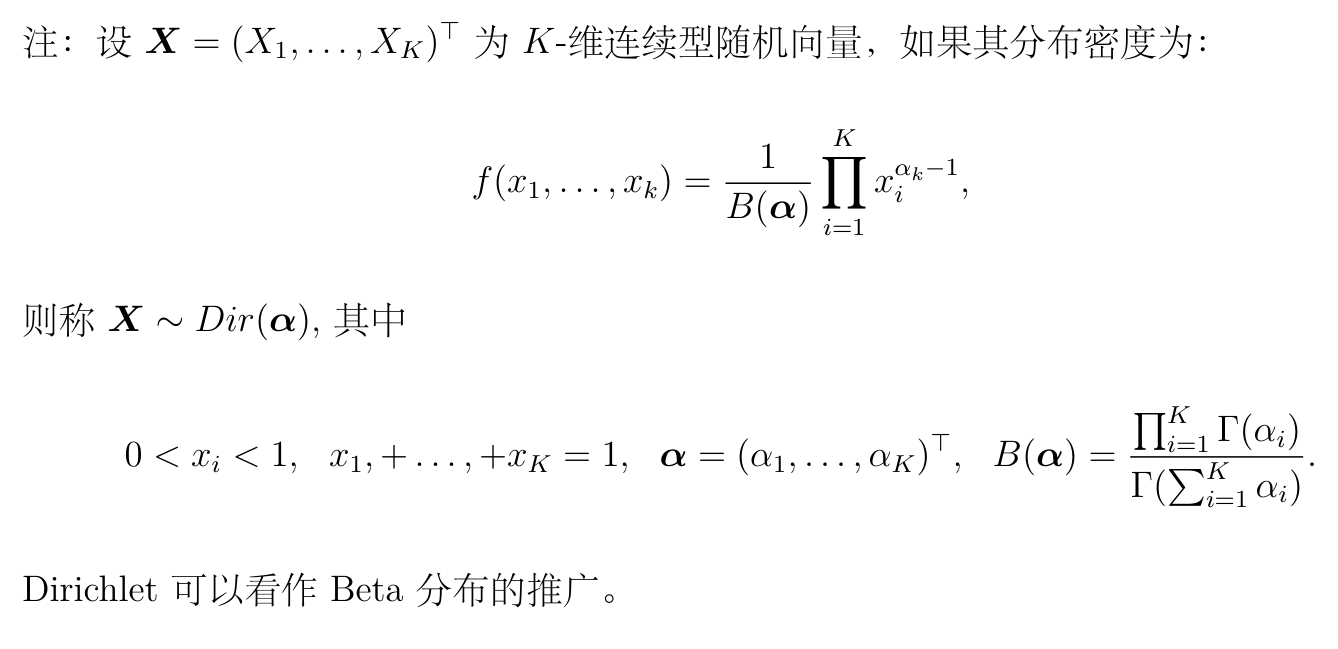 注：设 $\boldsymbol{X} = (X_1, \ldots, X_K)^\top$ 为 $K$-维连续型随机向量，如果其分布密度为：
$f(x_1, \ldots, x_k) = \frac{1}{B(\boldsymbol{\alpha})} \prod_{i=1}^{K} x_i^{\alpha_k - 1},$
则称 $\boldsymbol{X} \sim Dir(\boldsymbol{\alpha})$, 其中
$0 < x_i < 1, \ \ x_1, + \ldots, + x_K = 1, \ \ \boldsymbol{\alpha} = (\alpha_1, \ldots, \alpha_K)^\top, \ \ B(\boldsymbol{\alpha}) = \frac{\prod_{i=1}^{K} \Gamma(\alpha_i)}{\Gamma(\sum_{i=1}^{K} \alpha_i)}.$
Dirichlet 可以看作 Beta 分布的推广。